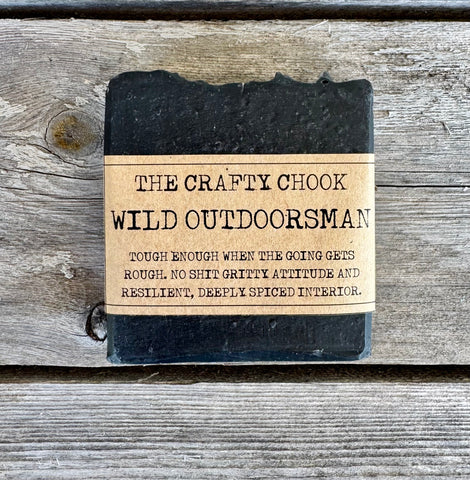 THE CRAFTY CHOOK
WILD OUTDOORSMAN
TOUGH ENOUGH WHEN THE GOING GETS
ROUGH. NO SHIT GRITTY ATTITUDE AND
RESILIENT, DEEPLY SPICED INTERIOR.